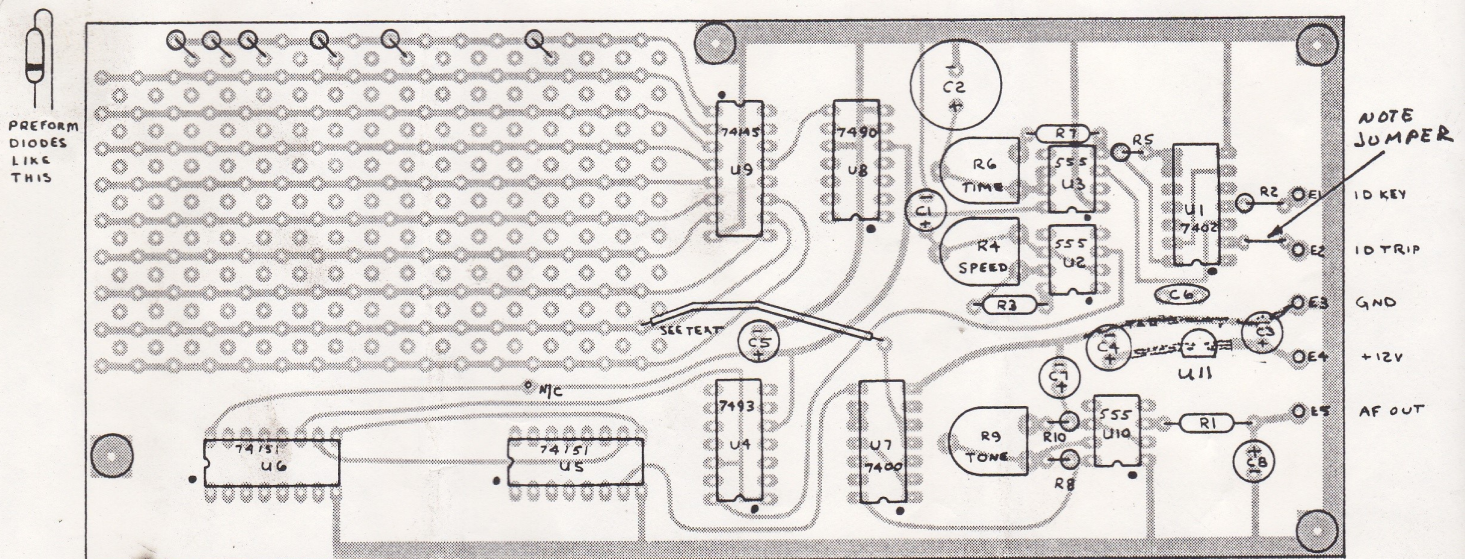 PREFORM
DIODES
LIKE
THIS
74145
U9
7490
U8
C2
+
R7
R5
NOTE
JUMPER
R6
TIME
555
U3
U1
7402
R2
E1
ID KEY
C1
+
R4
SPEED
555
U2
E2
ID TRIP
R3
C6
E3
GND
SEE TEXT
C5
+
C4
+
C3
U11
E4
+12V
N/C
C7
+
7493
U4
U7
7400
R9
TONE
R10
R8
555
U10
R1
E5
AF OUT
+
C8
74151
U6
74151
U5